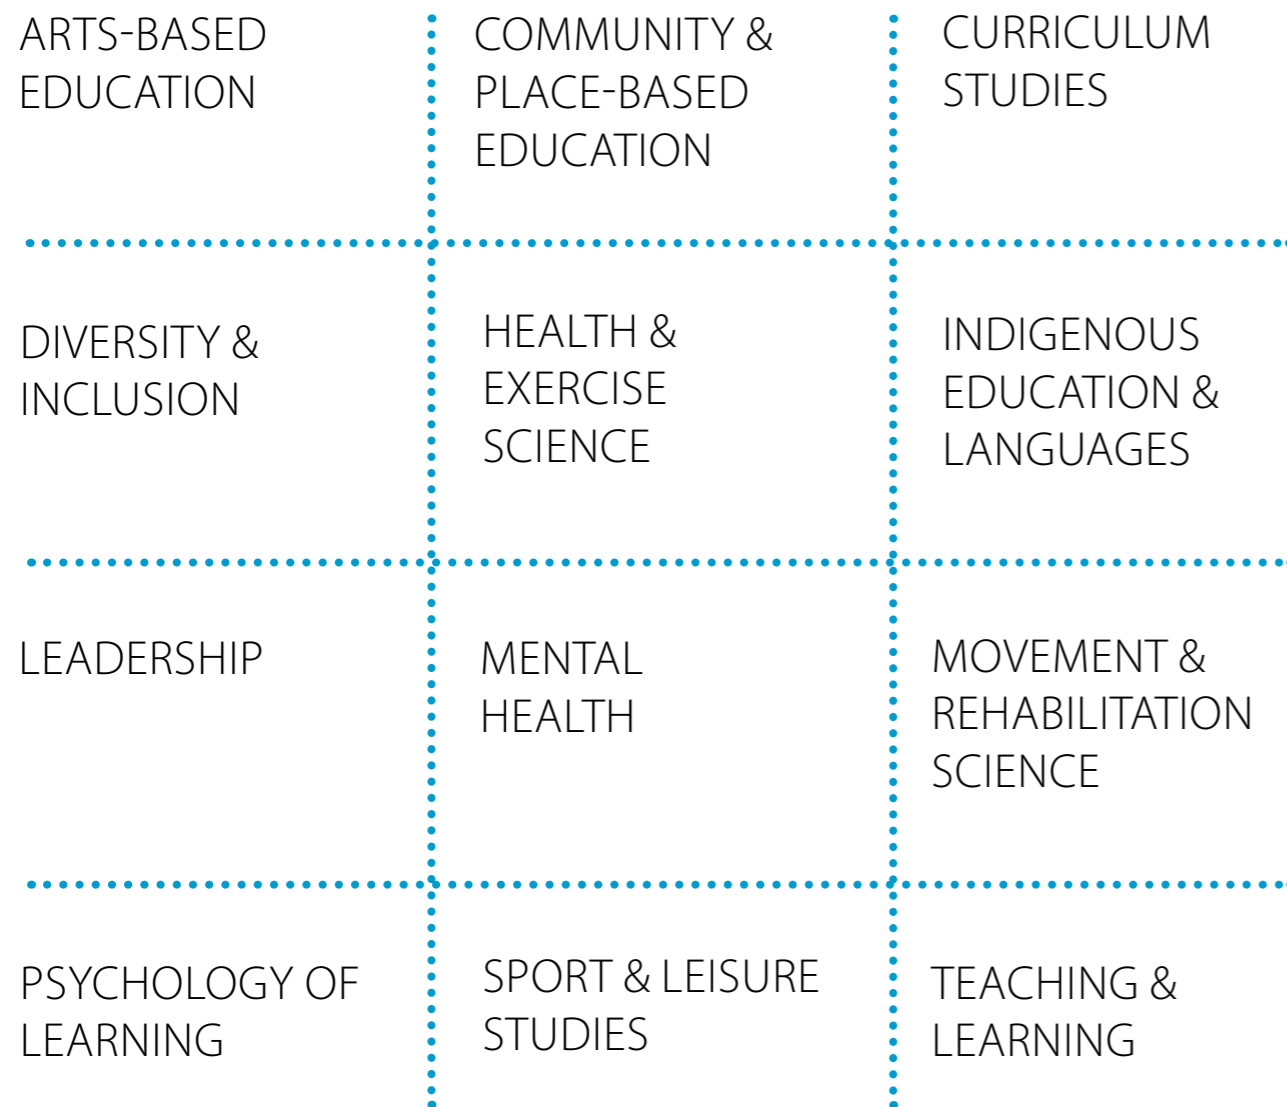 ARTS-BASED
EDUCATION
COMMUNITY &
PLACE-BASED
EDUCATION
CURRICULUM
STUDIES
DIVERSITY &
INCLUSION
HEALTH &
EXERCISE
SCIENCE
INDIGENOUS
EDUCATION &
LANGUAGES
LEADERSHIP
MENTAL
HEALTH
MOVEMENT &
REHABILITATION
SCIENCE
PSYCHOLOGY OF
LEARNING
SPORT & LEISURE
STUDIES
TEACHING &
LEARNING